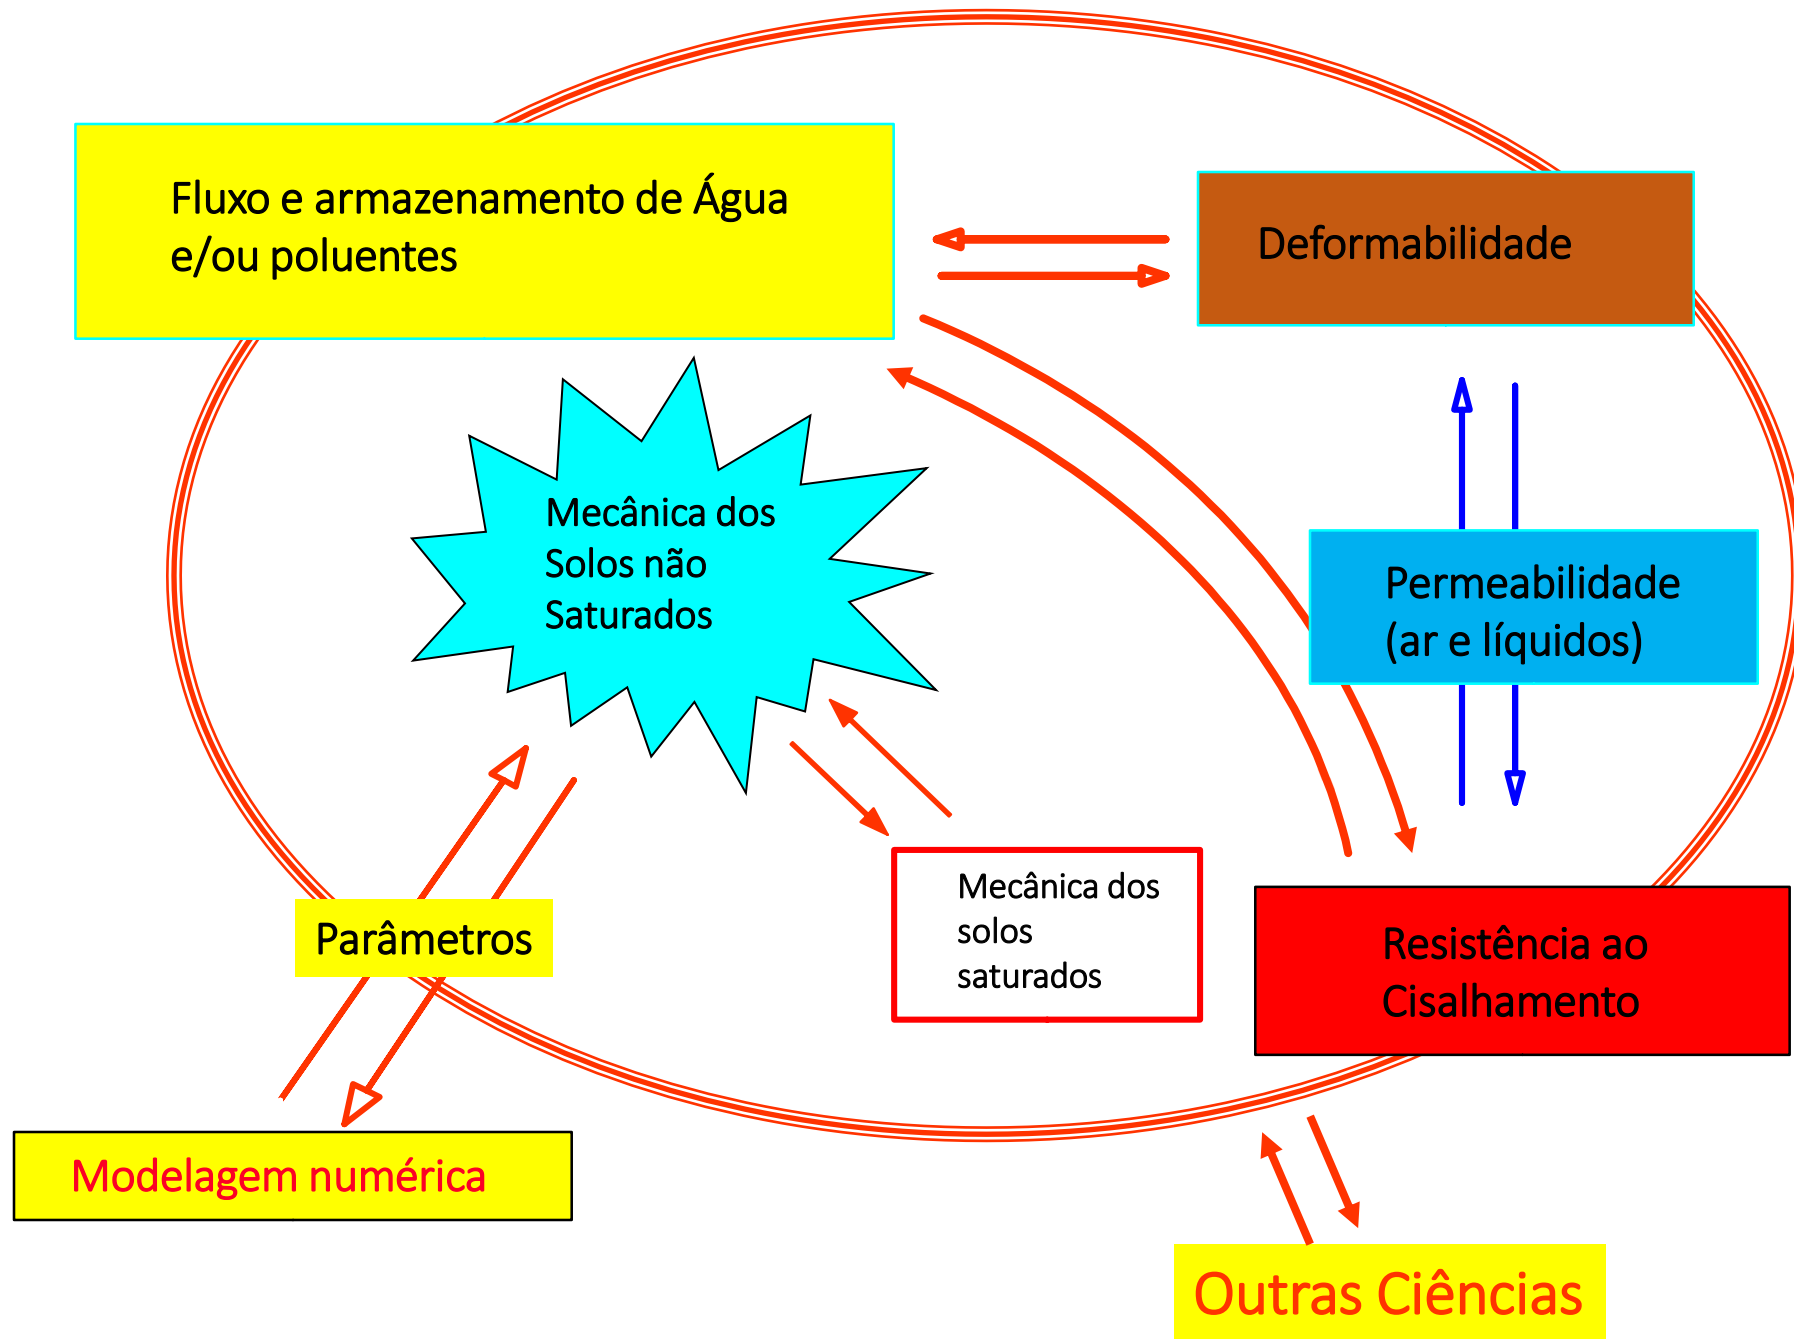 Fluxo e armazenamento de Água
e/ou poluentes
Deformabilidade
Mecânica dos
Solos não
Saturados
Permeabilidade
(ar e líquidos)
Mecânica dos
solos
saturados
Parâmetros
Resistência ao
Cisalhamento
Modelagem numérica
Outras Ciências